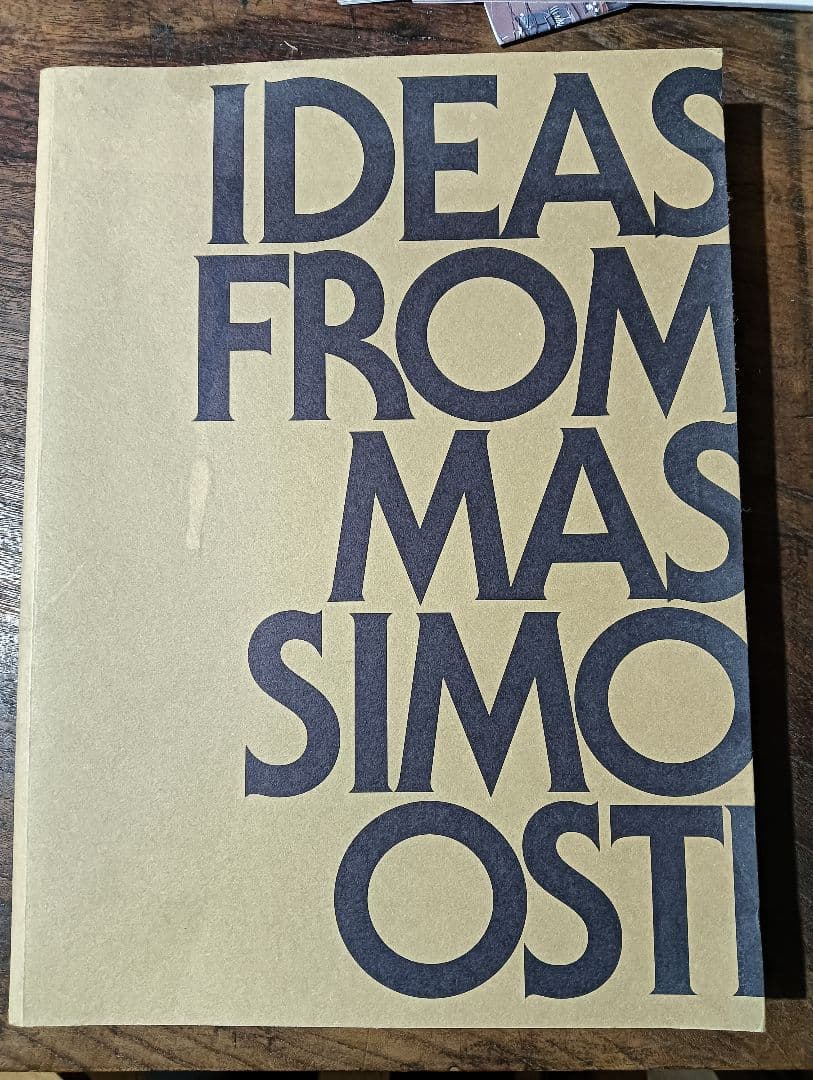 IDEAS
FROM
MAS
SIMO
OSTI